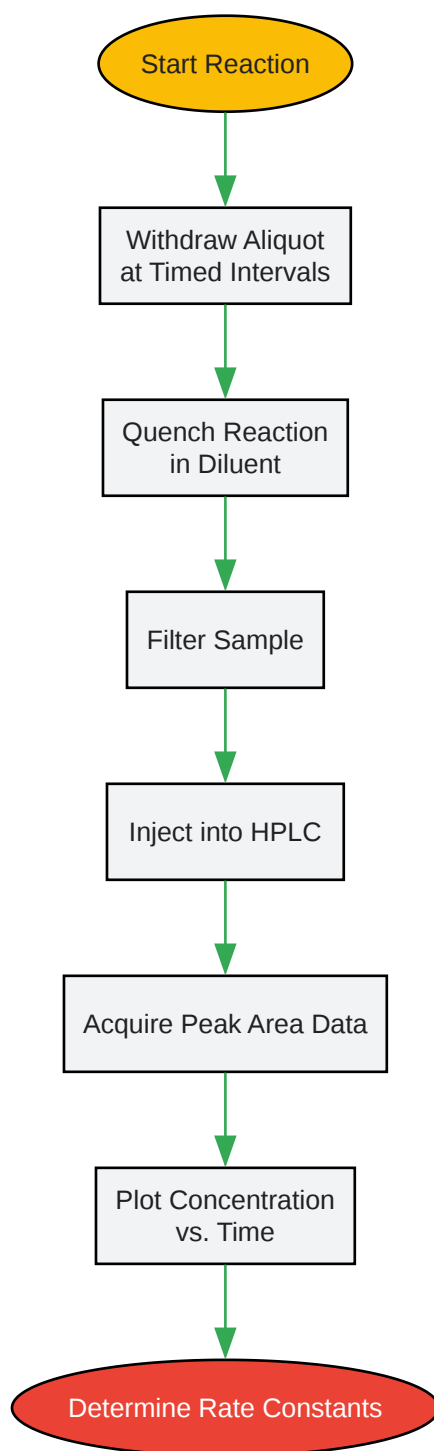 Start Reaction
Withdraw Aliquot
at Timed Intervals
Quench Reaction
in Diluent
Filter Sample
Inject into HPLC
Acquire Peak Area Data
Plot Concentration
vs. Time
Determine Rate Constants